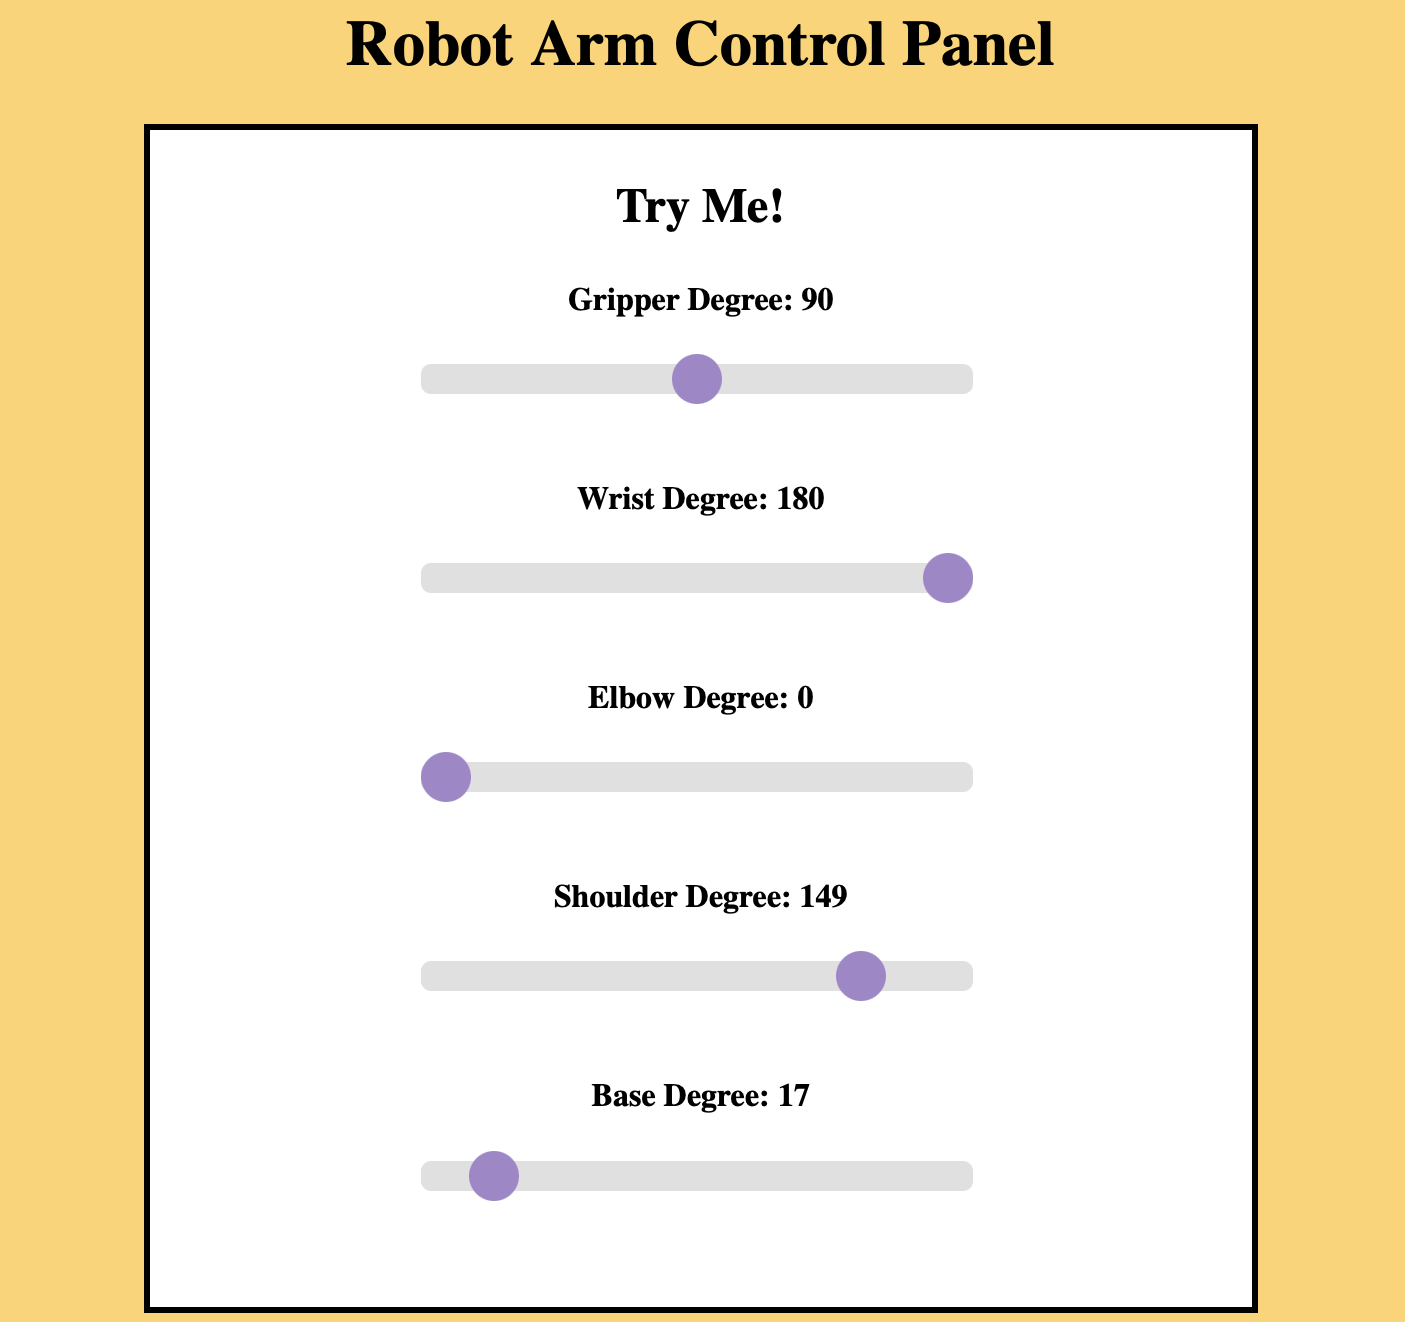 Robot Arm Control Panel
Try Me!
Gripper Degree: 90
Wrist Degree: 180
Elbow Degree: 0
Shoulder Degree: 149
Base Degree: 17